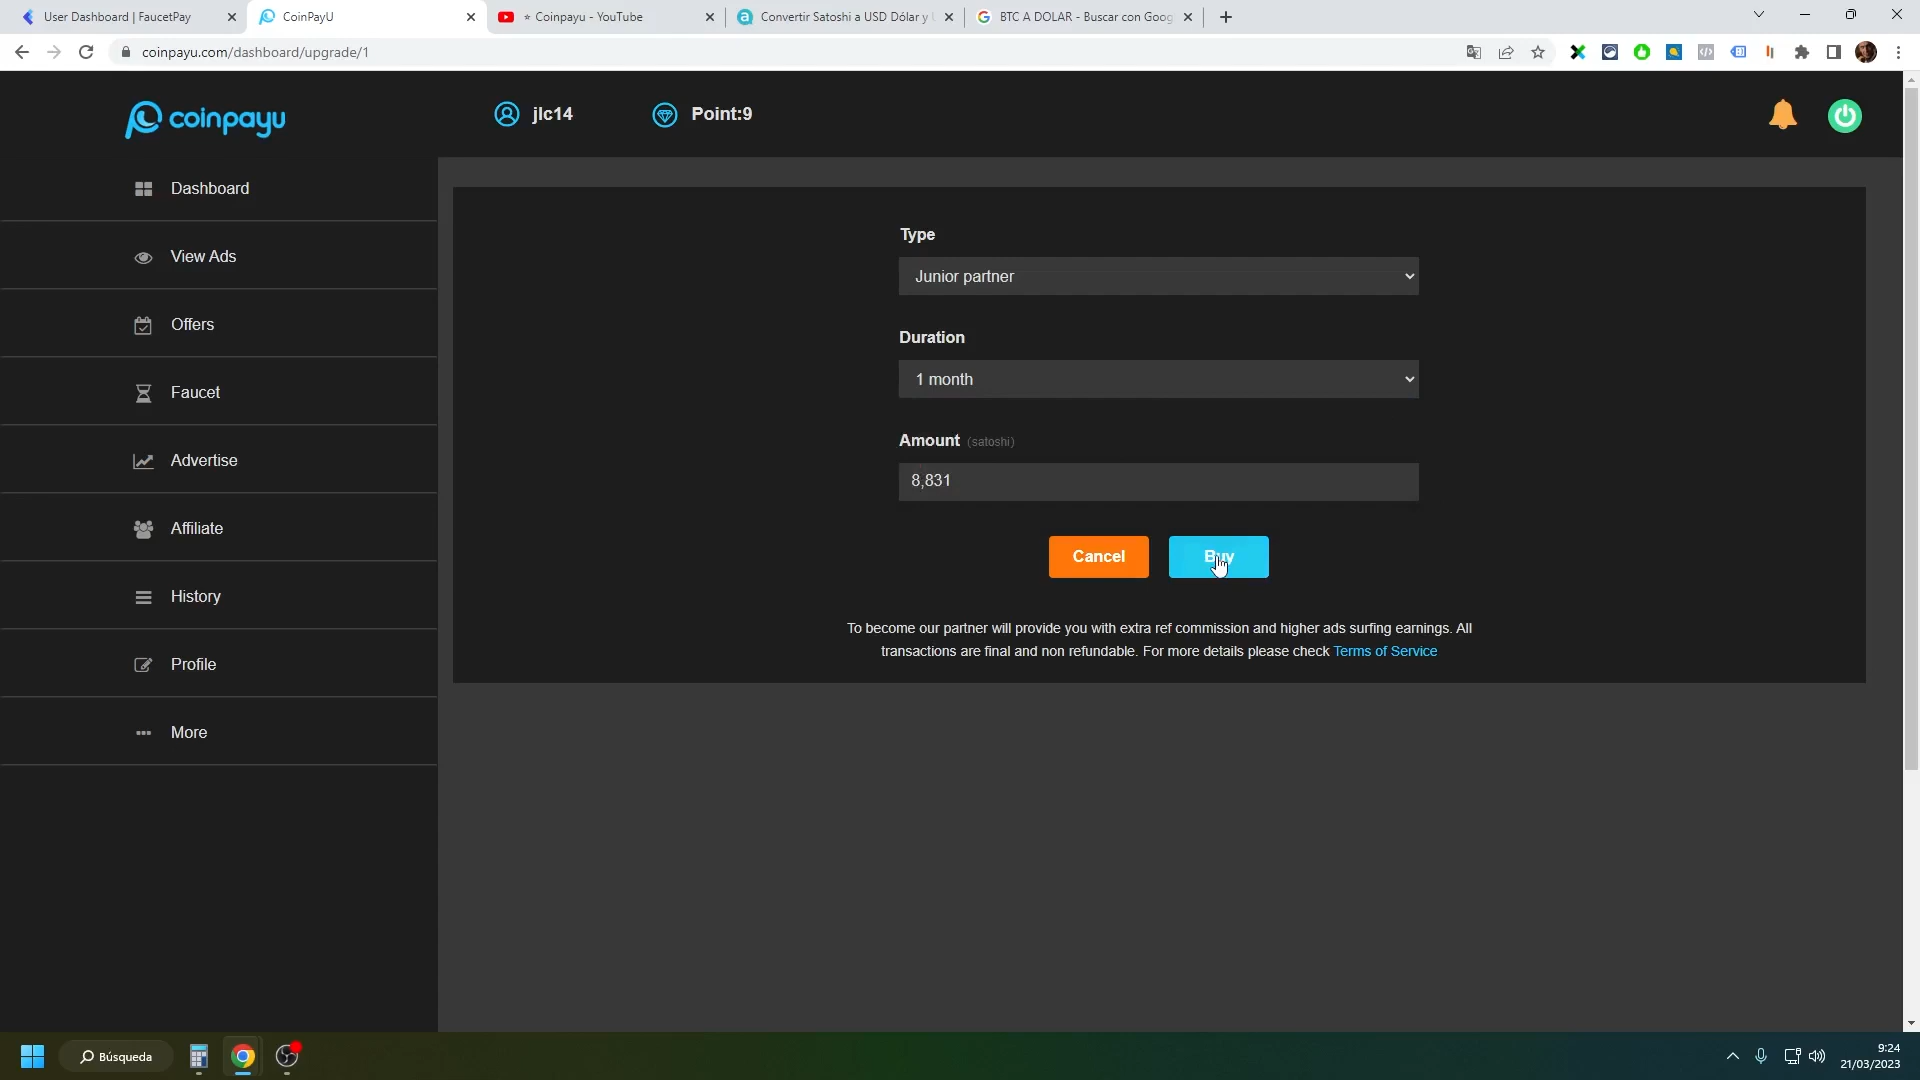 User Dashboard | FaucetPay
CoinPayU
Coinpayu - YouTube
Convertir Satoshi a USD Dólar y
BTC A DOLAR - Buscar con Goog
coinpayu.com/dashboard/upgrade/1
coinpayu
jlc14
Point:9
Dashboard
View Ads
Offers
Faucet
Advertise
Affiliate
History
Profile
More
Type
Junior partner
Duration
1 month
Amount (satoshi)
8,831
Cancel
Buy
To become our partner will provide you with extra ref commission and higher ads surfing earnings. All
transactions are final and non refundable. For more details please check Terms of Service
Búsqueda
9:24
21/03/2023